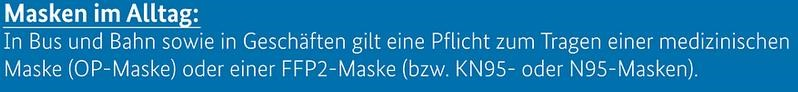 Masken im Alltag:
In Bus und Bahn sowie in Geschäften gilt eine Pflicht zum Tragen einer medizinischen
Maske (OP-Maske) oder einer FFP2-Maske (bzw. KN95- oder N95-Masken).